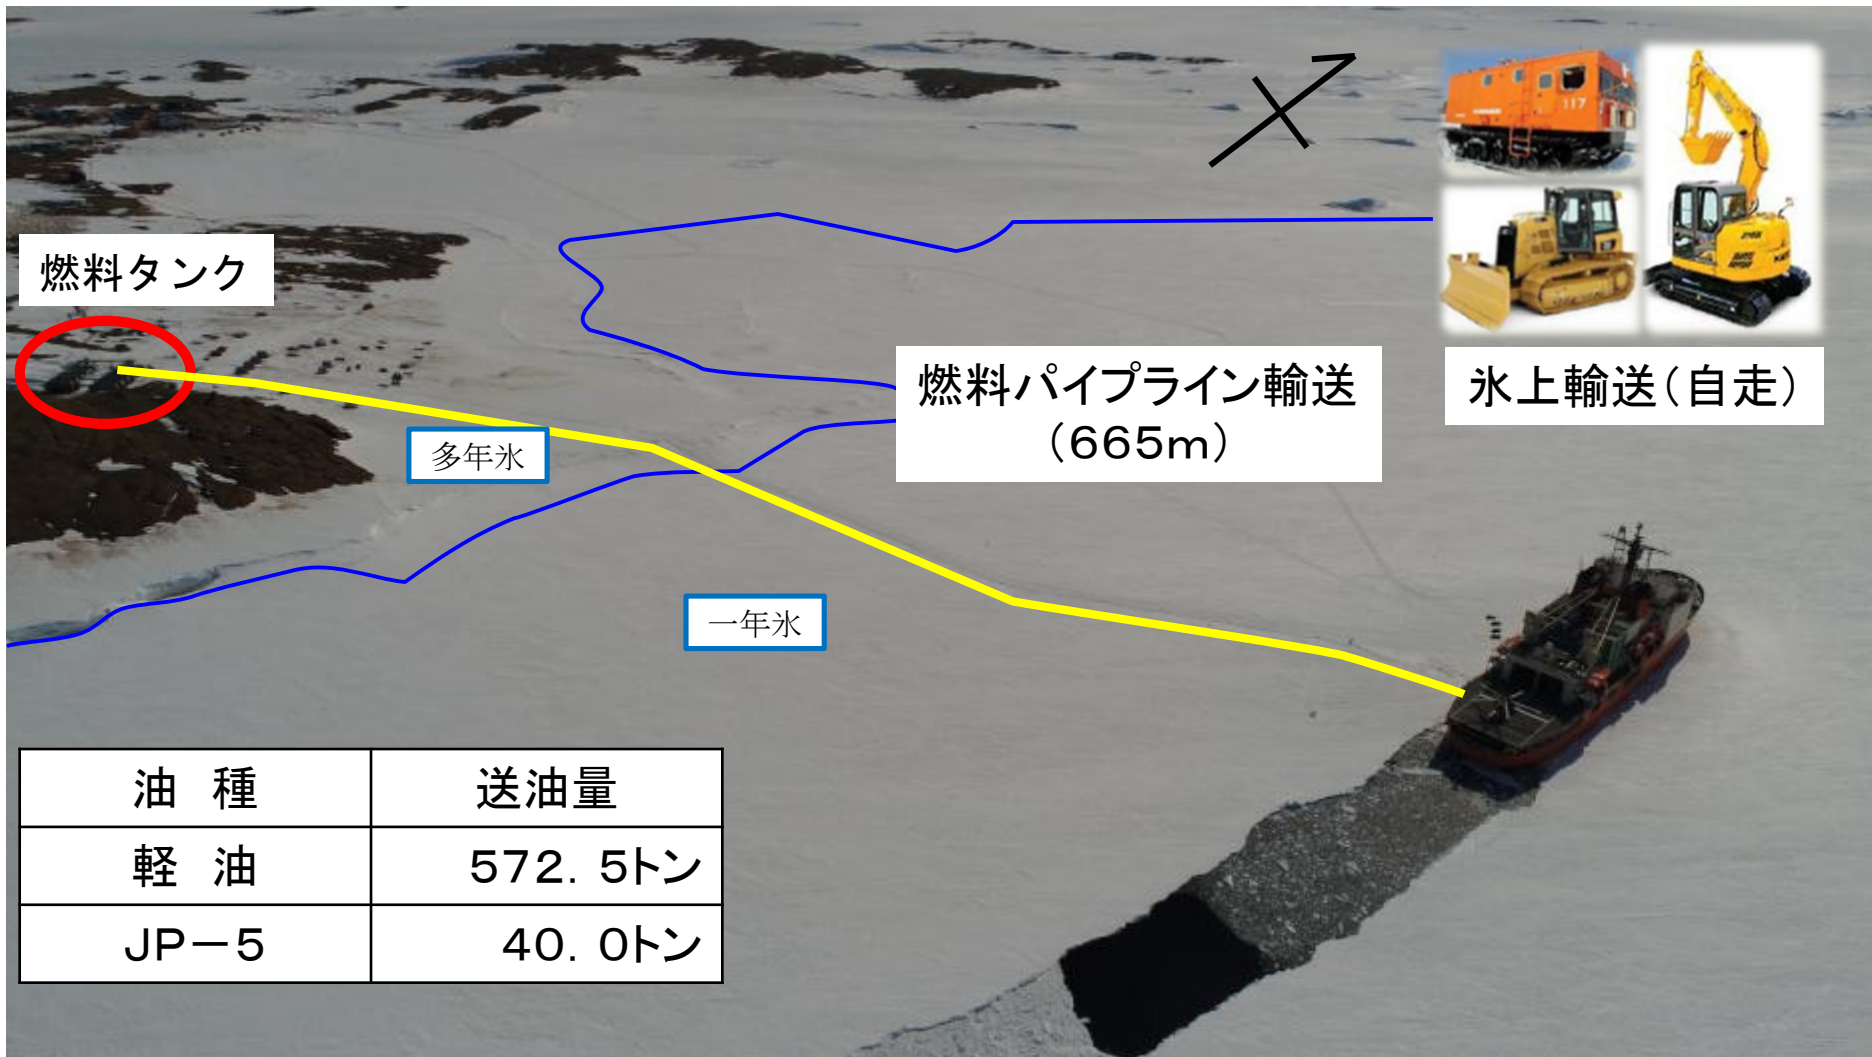 117
燃料タンク
燃料パイプライン輸送
(665m)
氷上輸送(自走)
多年氷
一年氷
油 種 送油量
軽 油 572.5トン
JP-5 40.0トン